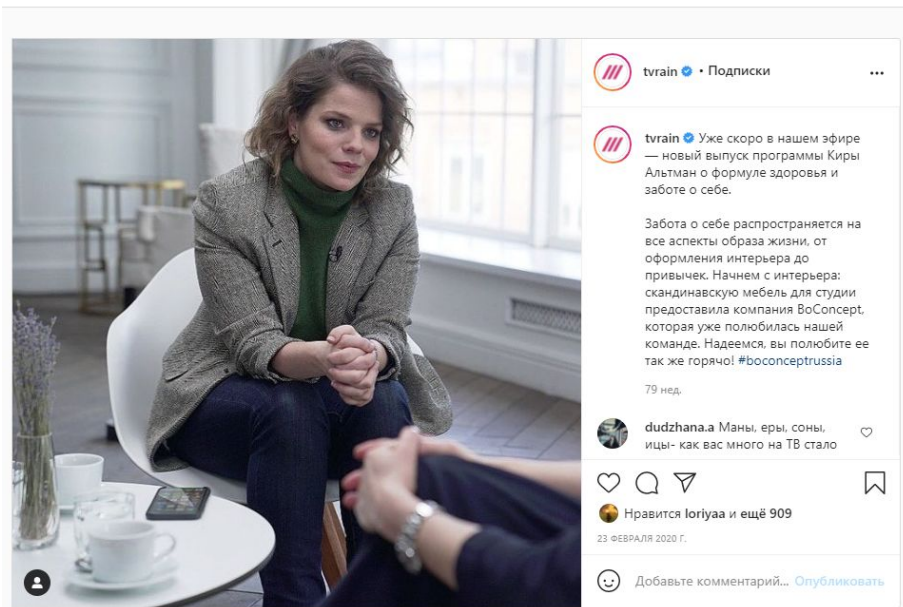 tvrain • Подписки
tvrain Уже скоро в нашем эфире
— новый выпуск программы Киры
Альтман о формуле здоровья и
заботе о себе.
Забота о себе распространяется на
все аспекты образа жизни, от
оформления интерьера до
привычек. Начнем с интерьера:
скандинавскую мебель для студии
предоставила компания BoConcept,
которая уже полюбилась нашей
команде. Надеемся, вы полюбите ее
так же горячо! #boconceptrussia
79 нед.
dudzhana.a Маны, еры, соны,
ицы- как вас много на ТВ стало
Нравится loriyaa и ещё 909
23 ФЕВРАЛЯ 2020 Г.
Добавьте комментарий... Опубликовать